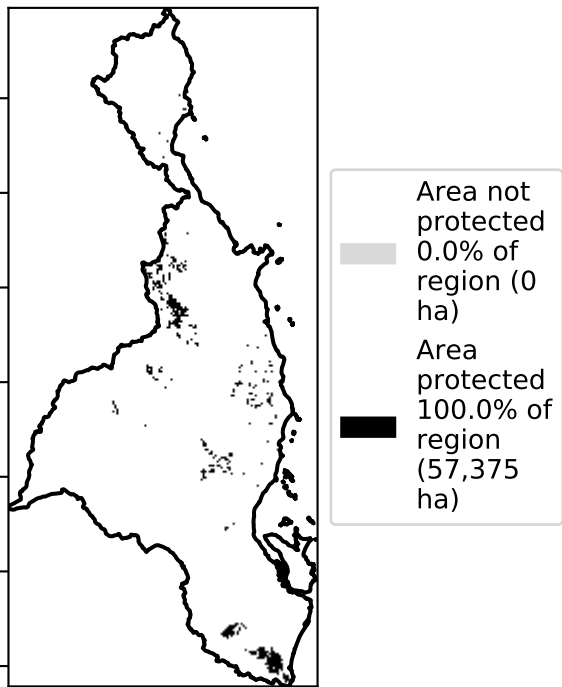 Area not
protected
0.0% of
region (0
ha)
Area
protected
100.0% of
region
(57,375
ha)